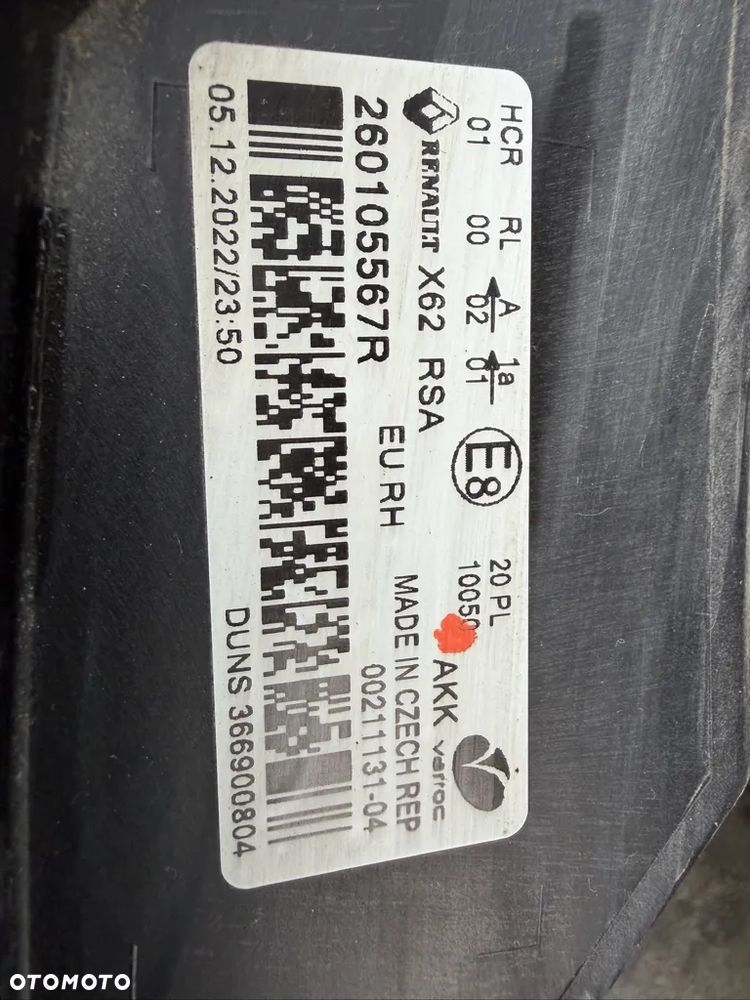 HCR RL A 1a 20 PL
01 00 02 01 E8 10050
RENAULT X62 RSA AKK varroc
260105567R EU RH MADE IN CZECH REP
00211131-04
05.12.2022/23:50 DUNS 366900804
OTOMOTO